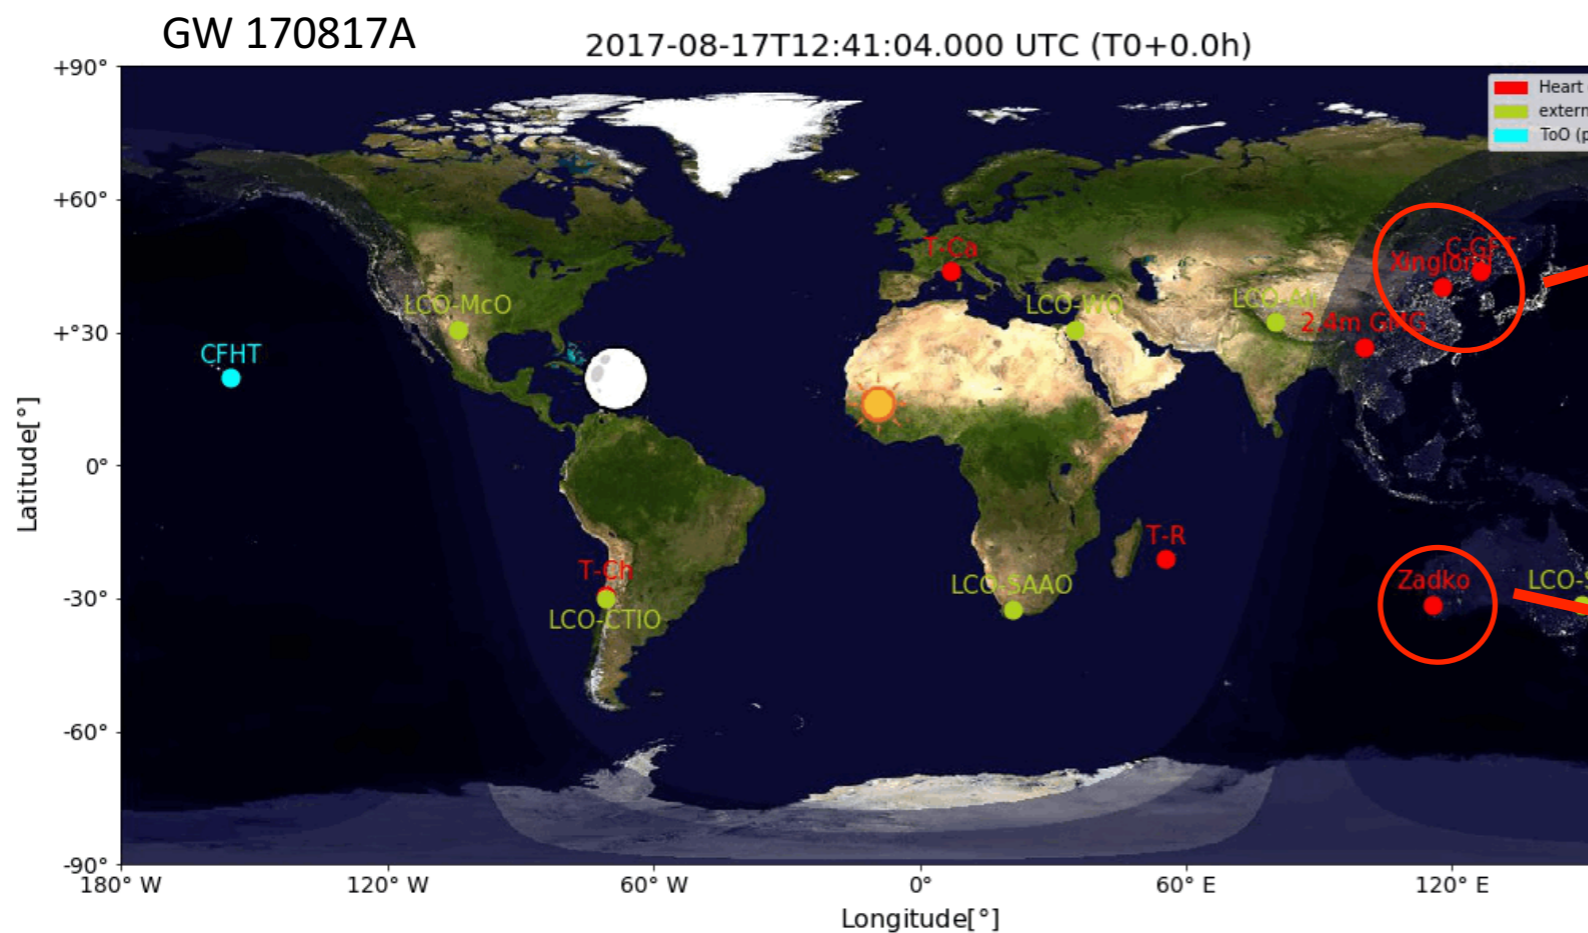 GW 170817A
2017-08-17T12:41:04.000 UTC (T0+0.0h)
+90°
+60°
+°30
0°
-30°
-60°
-90°
Latitude[°]
180° W
120° W
60° W
0°
60° E
120° E
Longitude[°]
Heart
extern
ToO (p
T-Ca
C-GFT
Xinglong
LCO-McO
LCO-WO
LCO-Ali
2.4m GMG
CFHT
T-R
T-Ch
LCO-SAAO
Zadko
LCO-S
LCO-CTIO